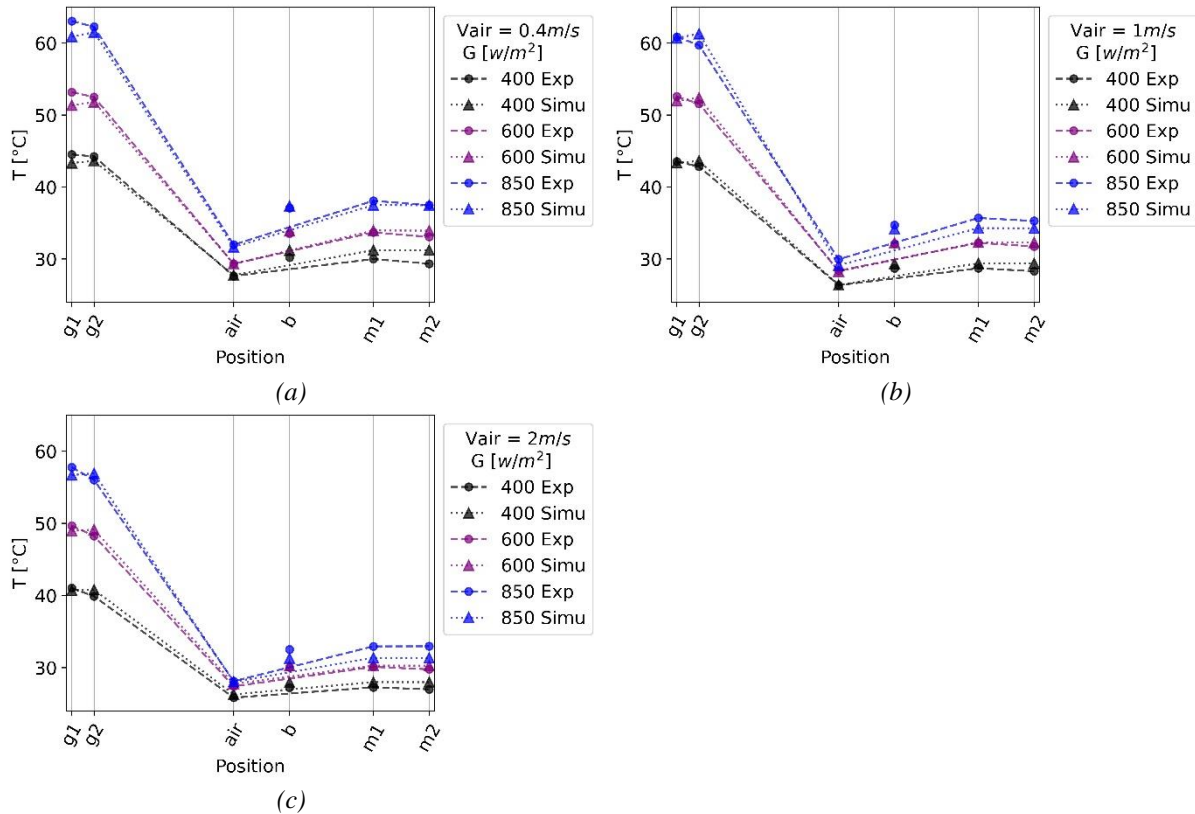 Vair = 0.4m/s
G [w/m²]
400 Exp
400 Simu
600 Exp
600 Simu
850 Exp
850 Simu
T [°C]
60
50
40
30
g1
g2
air
b
m1
m2
Position
(a)
Vair = 1m/s
G [w/m²]
400 Exp
400 Simu
600 Exp
600 Simu
850 Exp
850 Simu
T [°C]
60
50
40
30
g1
g2
air
b
m1
m2
Position
(b)
Vair = 2m/s
G [w/m²]
400 Exp
400 Simu
600 Exp
600 Simu
850 Exp
850 Simu
T [°C]
60
50
40
30
g1
g2
air
b
m1
m2
Position
(c)